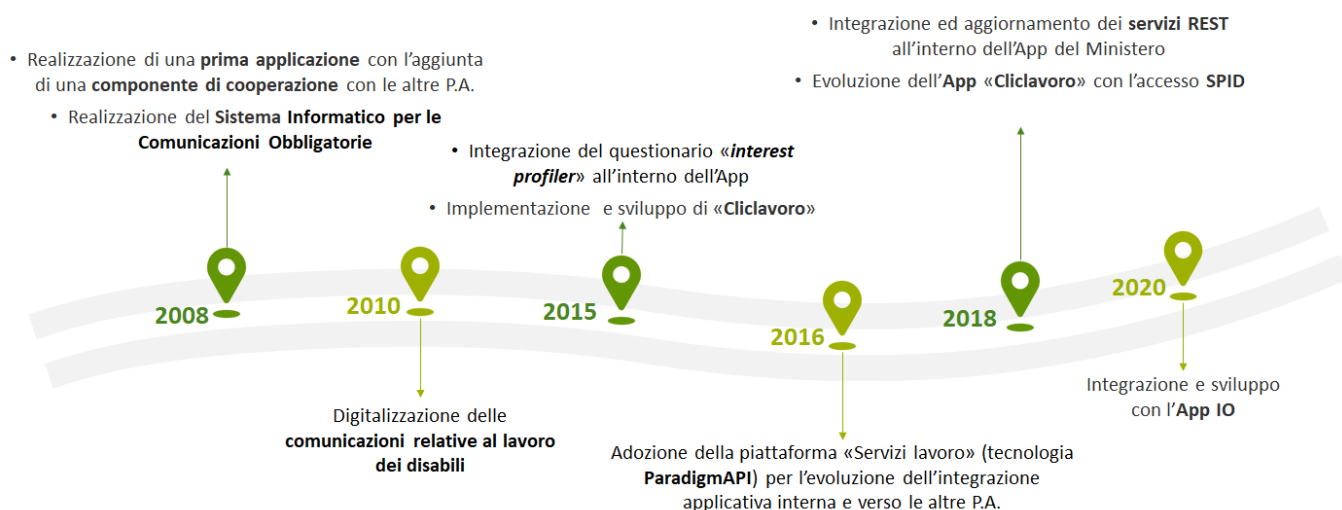 • Realizzazione di una prima applicazione con l'aggiunta
di una componente di cooperazione con le altre P.A.
• Realizzazione del Sistema Informatico per le
Comunicazioni Obbligatorie
• Integrazione del questionario «interest
profiler» all'interno dell'App
• Implementazione e sviluppo di «Cliclavoro»
• Integrazione ed aggiornamento dei servizi REST
all'interno dell'App del Ministero
• Evoluzione dell'App «Cliclavoro» con l'accesso SPID
2008
2010
2015
2016
2018
2020
Digitalizzazione delle
comunicazioni relative al lavoro
dei disabili
Adozione della piattaforma «Servizi lavoro» (tecnologia
ParadigmAPI) per l'evoluzione dell'integrazione
applicativa interna e verso le altre P.A.
Integrazione e sviluppo
con l'App IO